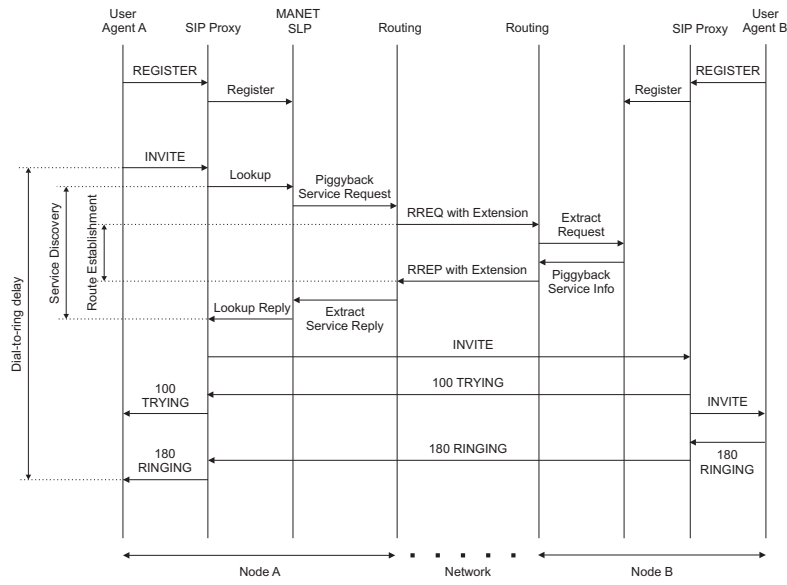 User
Agent A
SIP Proxy
MANET
SLP
Routing
Routing
SIP Proxy
User
Agent B
REGISTER
REGISTER
Register
Register
INVITE
Lookup
Piggyback
Service Request
RREQ with Extension
Extract
Request
RREP with Extension
Piggyback
Service Info
Lookup Reply
Extract
Service Reply
Dial-to-ring delay
Service Discovery
Route Establishment
INVITE
100
TRYING
100 TRYING
INVITE
180
RINGING
180 RINGING
180
RINGING
Node A
Network
Node B